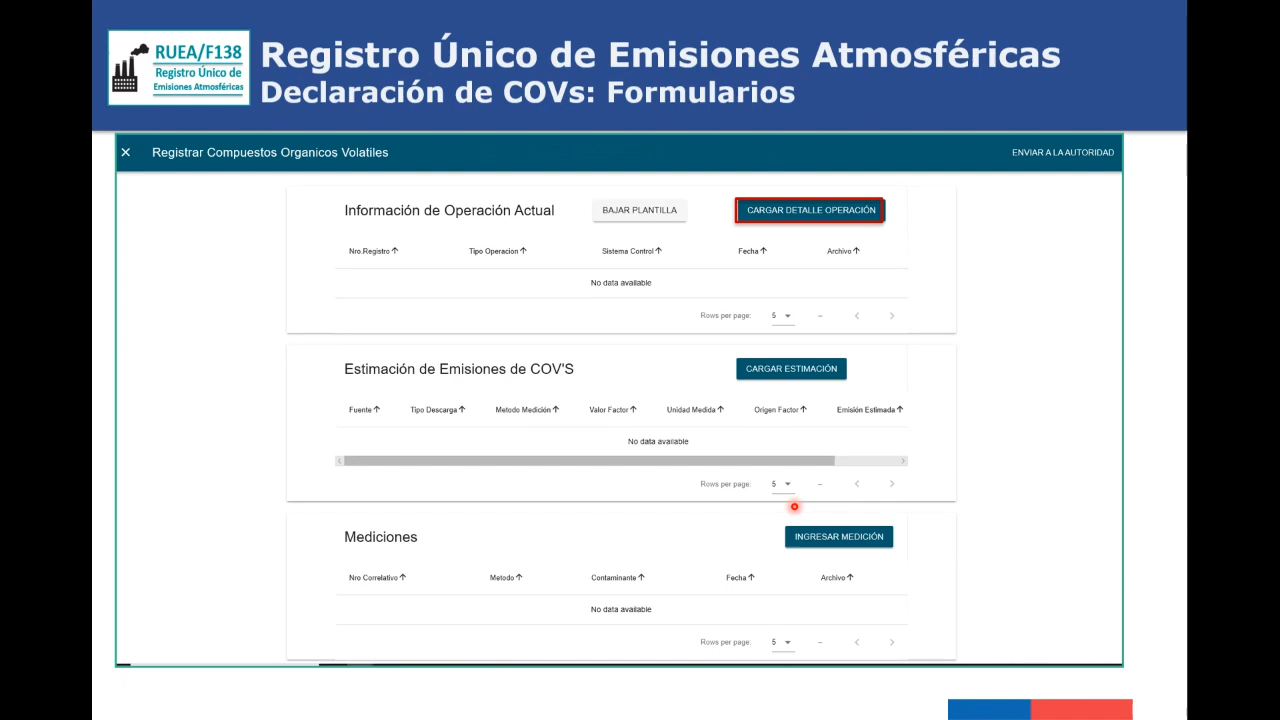 RUEA/F138
Registro Único de
Emisiones Atmosféricas
Registro Único de Emisiones Atmosféricas
Declaración de COVs: Formularios
× Registrar Compuestos Organicos Volatiles ENVIAR A LA AUTORIDAD
Información de Operación Actual BAJAR PLANTILLA CARGAR DETALLE OPERACIÓN
Nro.Registro↑ Tipo Operacion↑ Sistema Control↑ Fecha↑ Archivo↑
No data available
Rows per page: 5 –
Estimación de Emisiones de COV'S CARGAR ESTIMACIÓN
Fuente↑ Tipo Descarga↑ Metodo Medición↑ Valor Factor↑ Unidad Medida↑ Origen Factor↑ Emisión Estimada↑
No data available
Rows per page: 5 –
Mediciones INGRESAR MEDICIÓN
Nro Correlativo↑ Metodo↑ Contaminante↑ Fecha↑ Archivo↑
No data available
Rows per page: 5 –